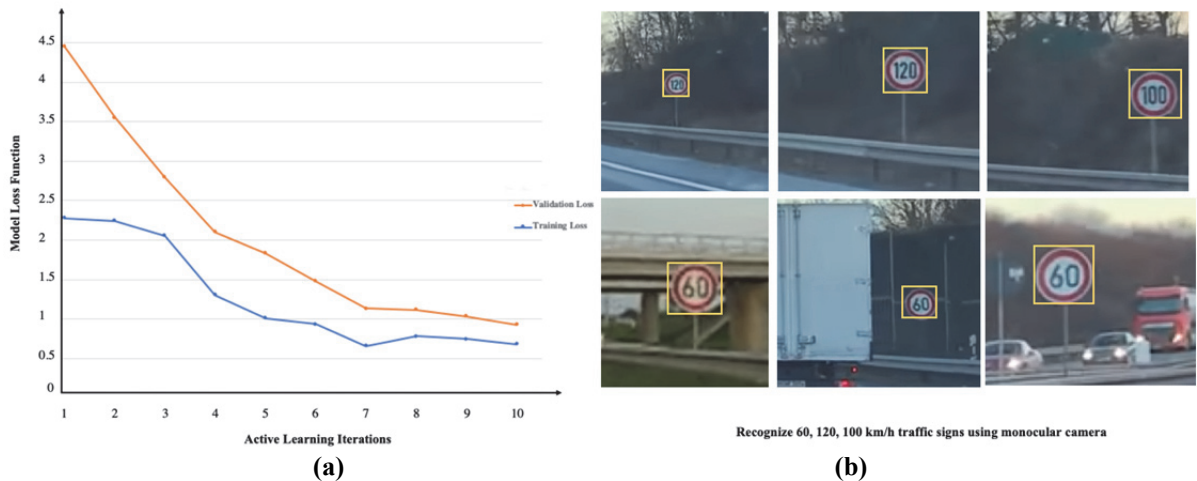 4.5
4
3.5
3
2.5
2
1.5
1
0.5
0
Model Loss Function
Validation Loss
Training Loss
1 2 3 4 5 6 7 8 9 10
Active Learning Iterations
(a)
120
120
100
60
60
60
Recognize 60, 120, 100 km/h traffic signs using monocular camera
(b)